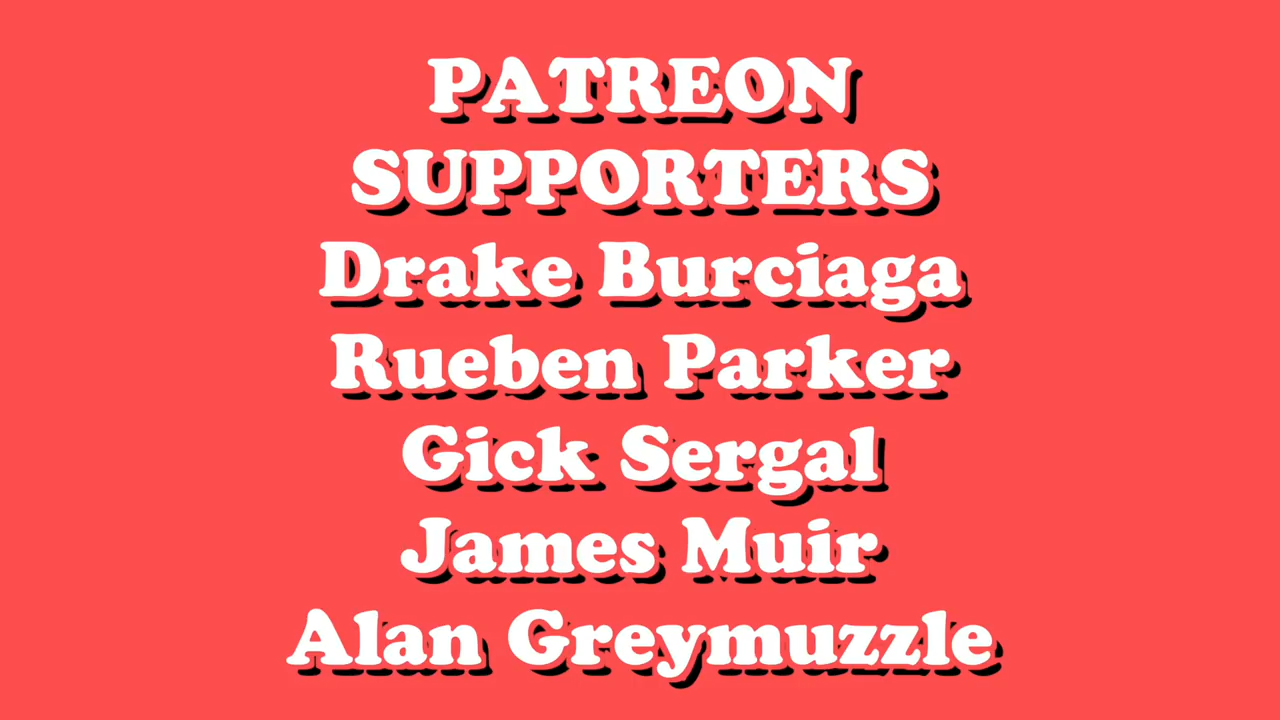 PATREON
SUPPORTERS
Drake Burciaga
Rueben Parker
Gick Sergal
James Muir
Alan Greymuzzle